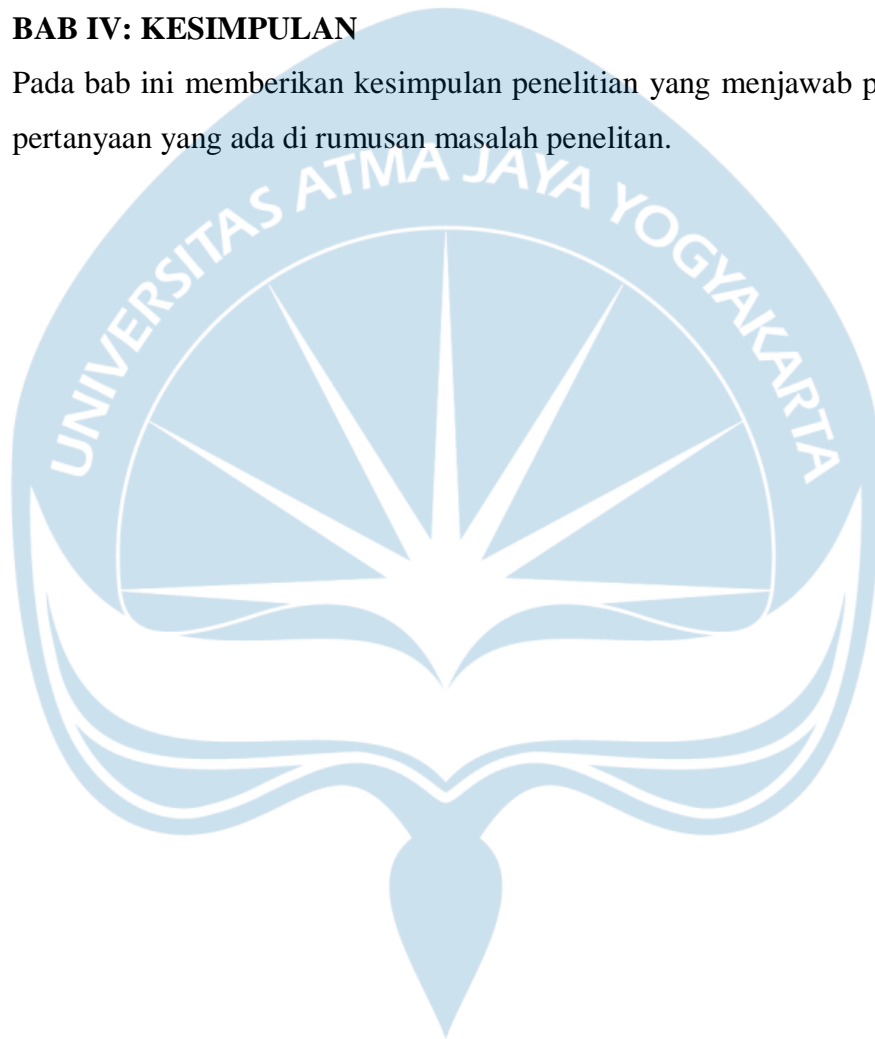 BAB IV: KESIMPULAN
Pada bab ini memberikan kesimpulan penelitian yang menjawab p
pertanyaan yang ada di rumusan masalah penelitan.
UNIVERSITAS ATMA JAYA YOGYAKARTA